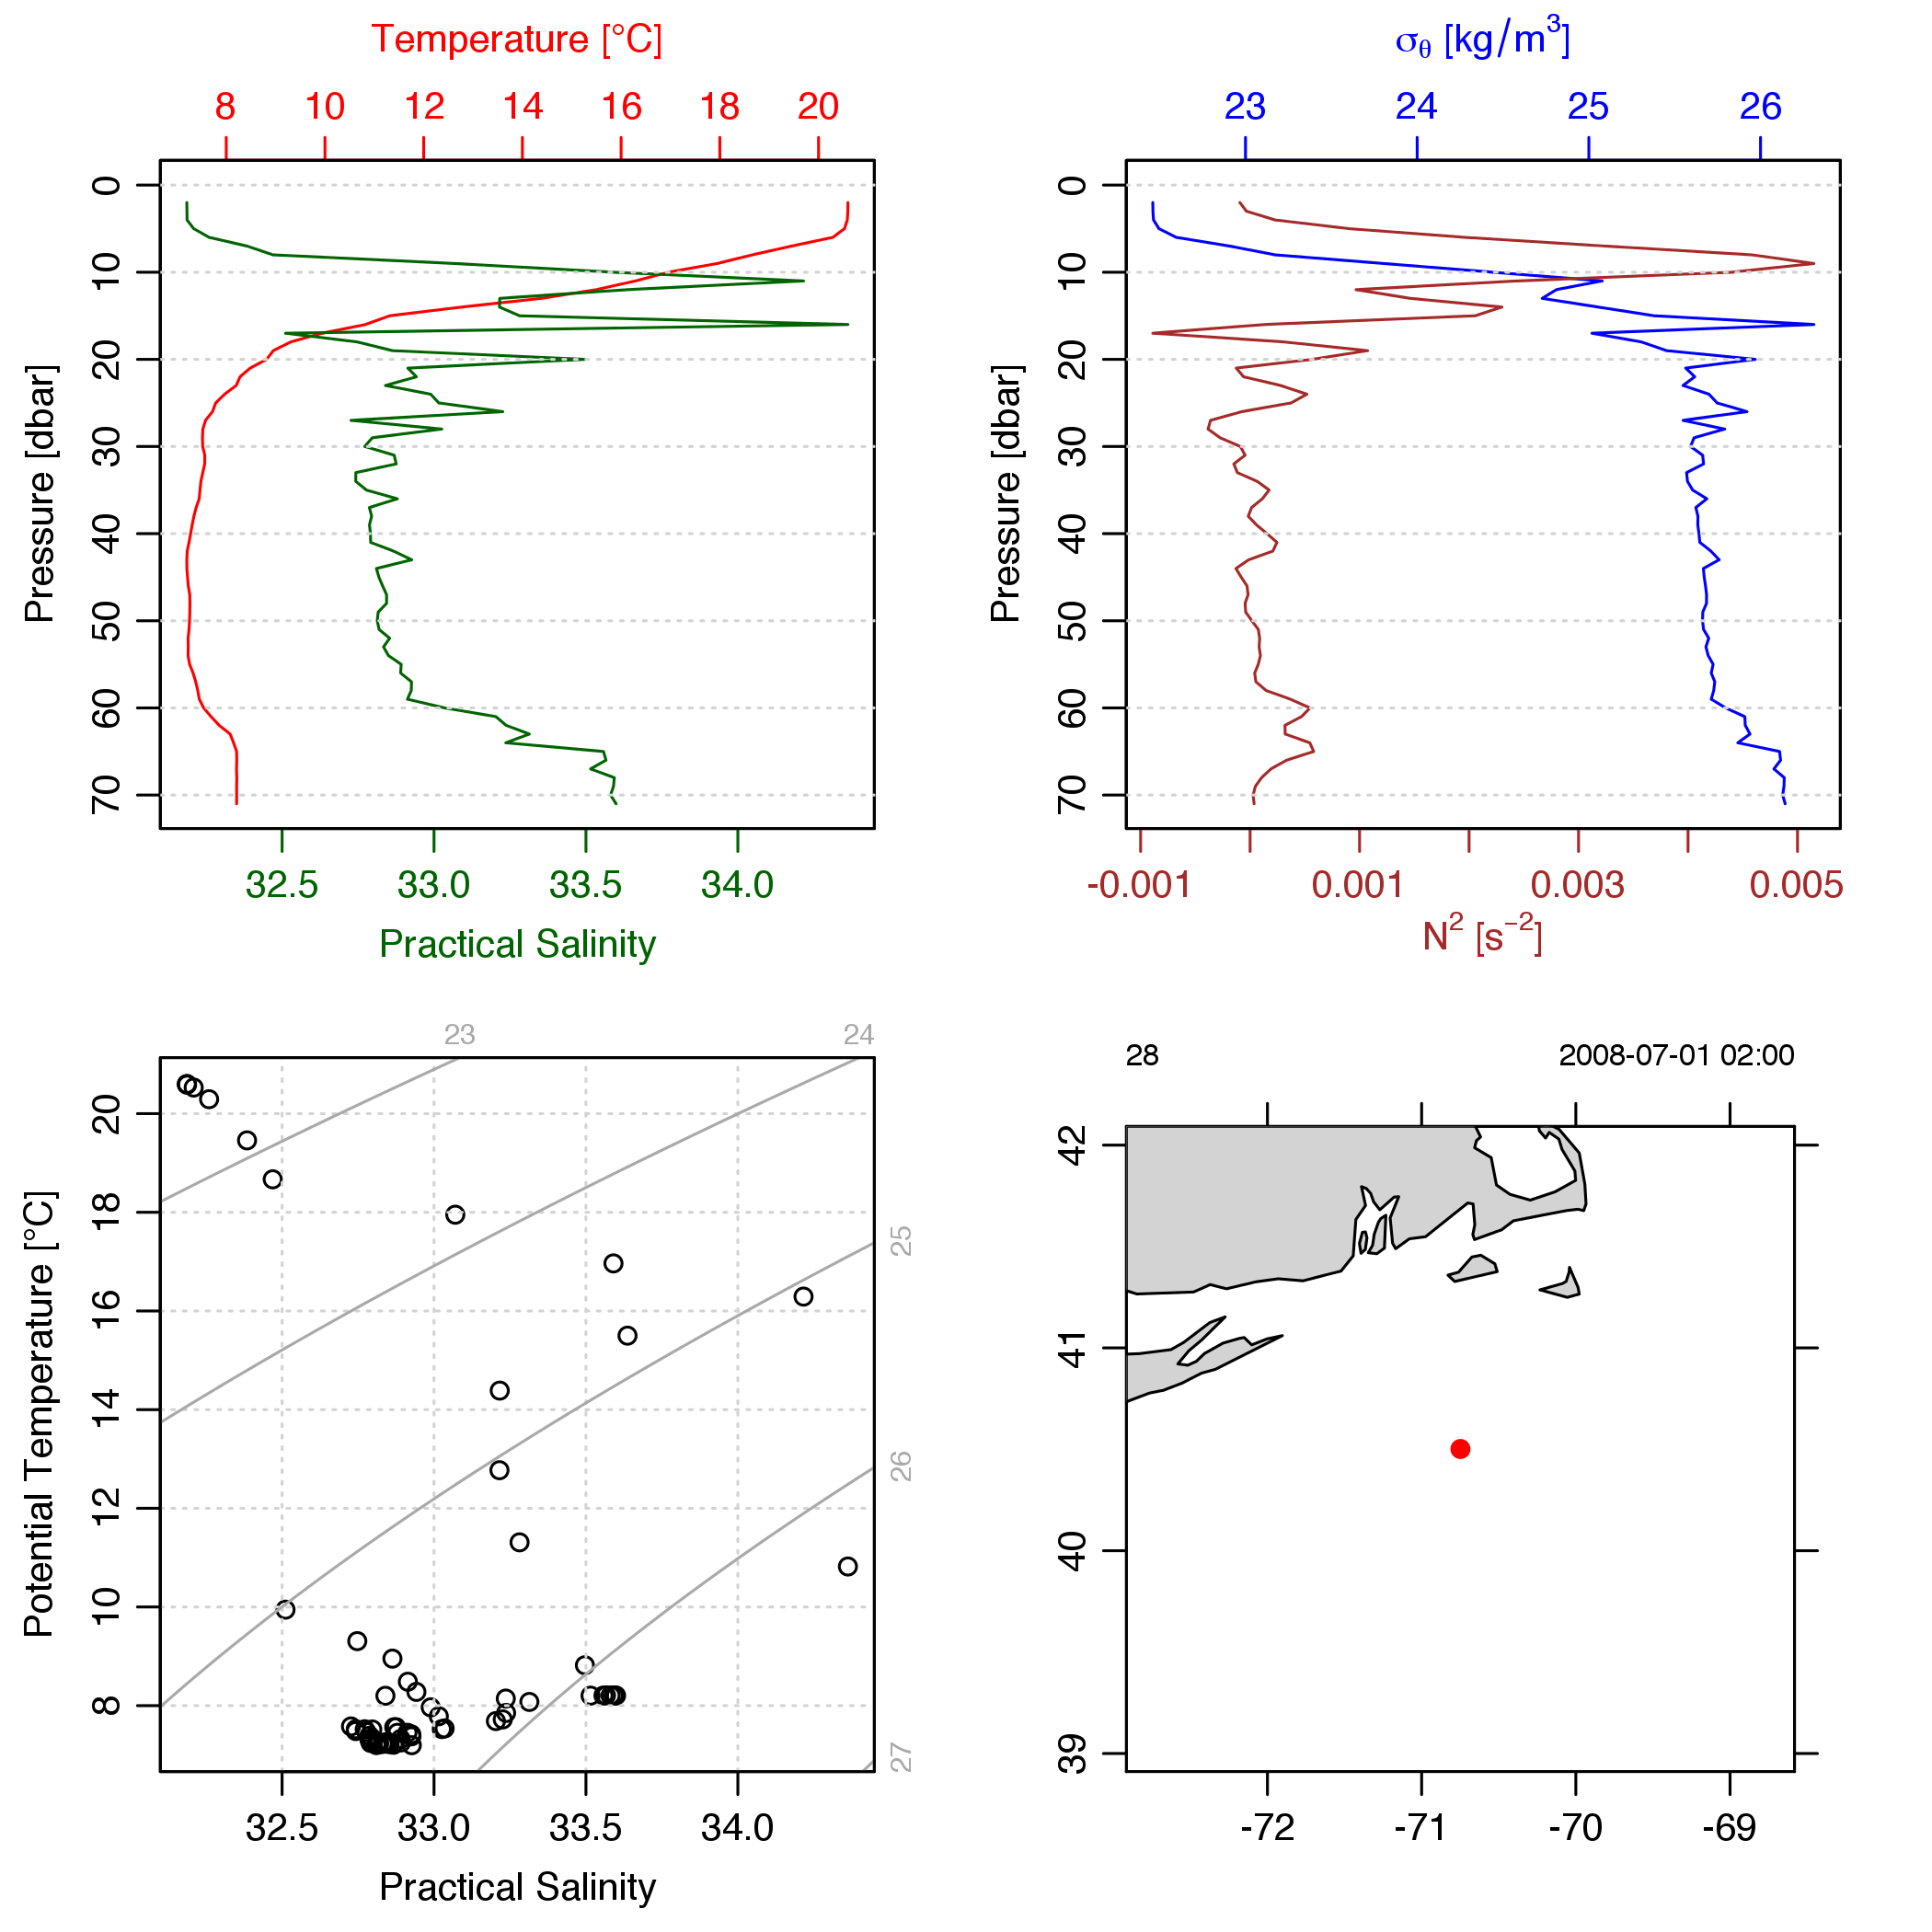 Temperature [°C]
8 10 12 14 16 18 20
Pressure [dbar]
0 10 20 30 40 50 60 70
32.5 33.0 33.5 34.0
Practical Salinity
σθ [kg/m³]
23 24 25 26
Pressure [dbar]
0 10 20 30 40 50 60 70
-0.001 0.001 0.003 0.005
N² [s⁻²]
23 24
25
26
27
Potential Temperature [°C]
20 18 16 14 12 10 8
32.5 33.0 33.5 34.0
Practical Salinity
28 2008-07-01 02:00
42 41 40 39
-72 -71 -70 -69